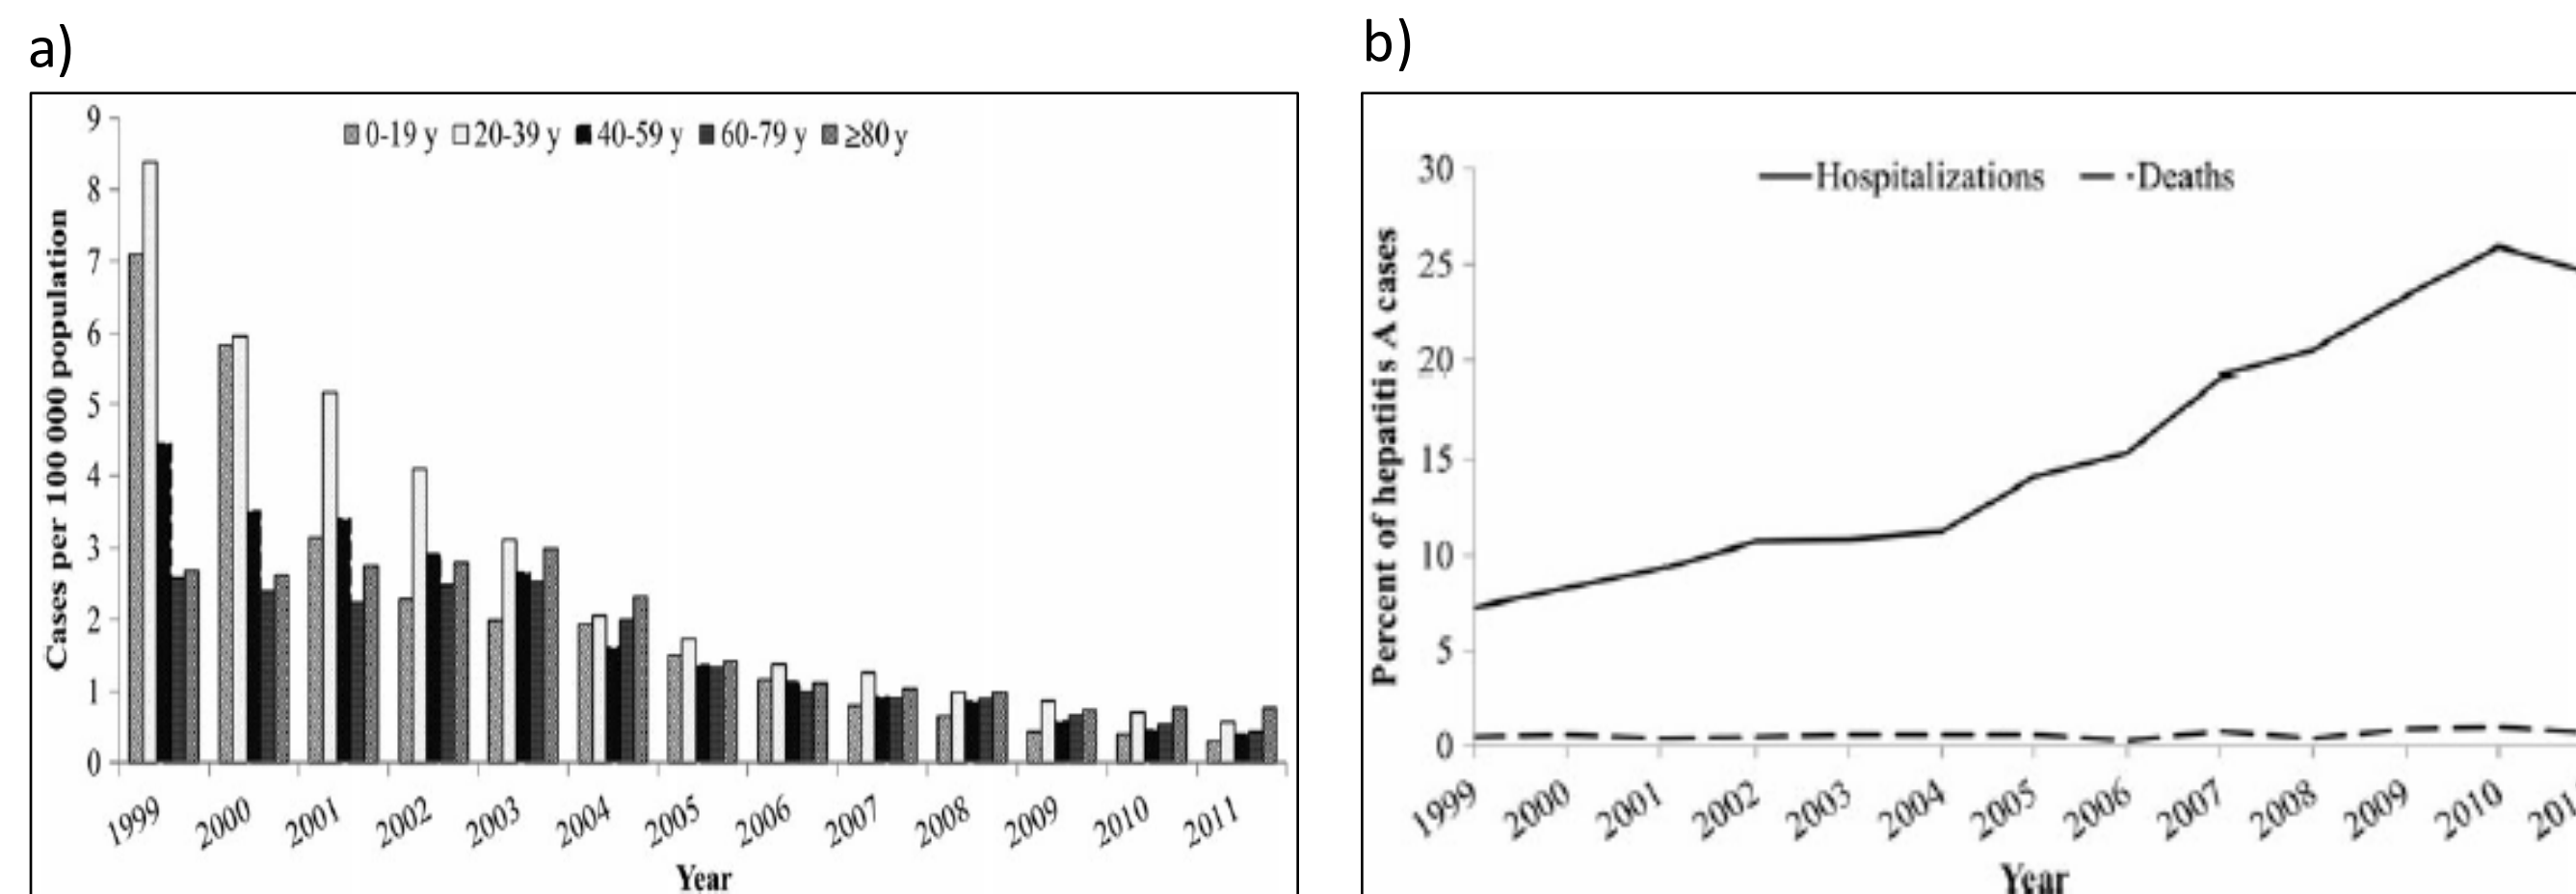 a)
9
8
7
6
5
4
3
2
1
0
Cases per 100 000 population
0-19 y 20-39 y 40-59 y 60-79 y ≥80 y
1999 2000 2001 2002 2003 2004 2005 2006 2007 2008 2009 2010 2011
Year
b)
30
25
20
15
10
5
0
Percent of hepatitis A cases
Hospitalizations Deaths
1999 2000 2001 2002 2003 2004 2005 2006 2007 2008 2009 2010
Year